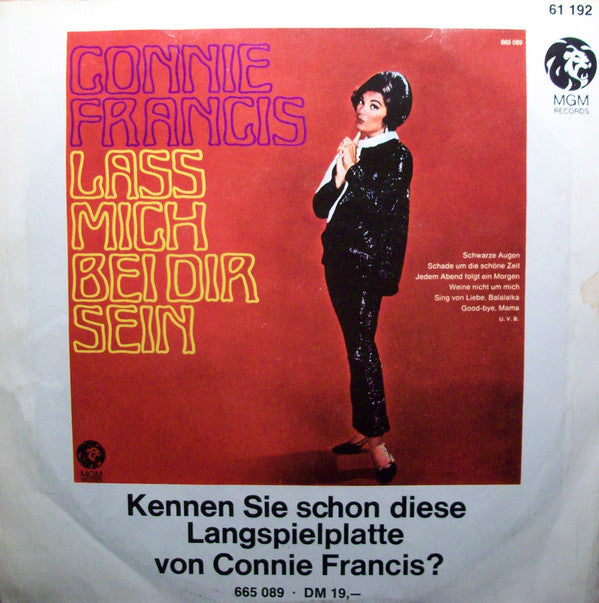 61 192
MGM
RECORDS
665 089
CONNIE
FRANCIS
LASS
MICH
BEI DIR
SEIN
Schwarze Augen
Schade um die schöne Zeit
Jedem Abend folgt ein Morgen
Weine nicht um mich
Sing von Liebe, Balalaika
Good-bye, Mama
u. v. a.
MGM
Kennen Sie schon diese
Langspielplatte
von Connie Francis?
665 089 · DM 19,—